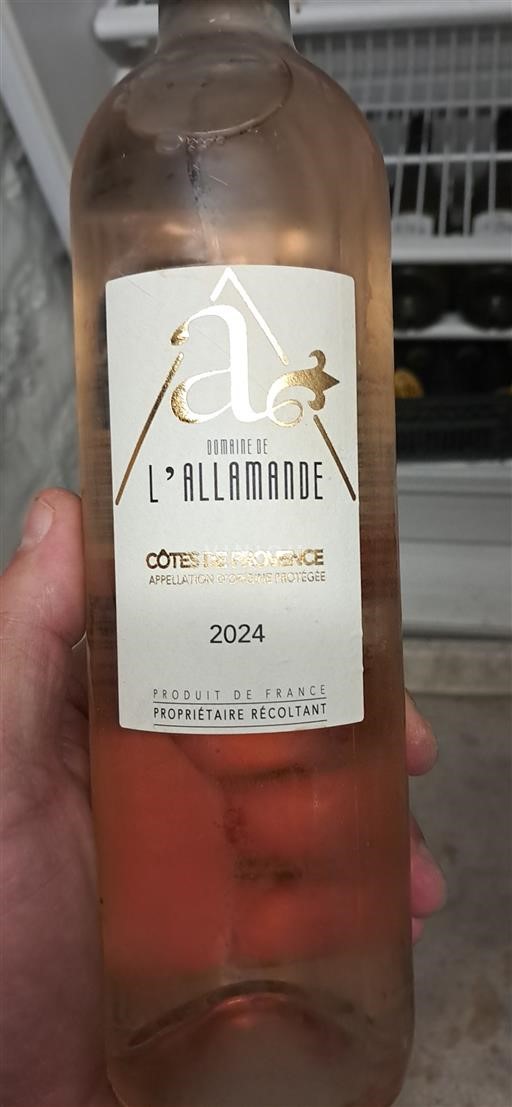 â
DOMAINE DE
L'ALLAMANDE
CÔTES DE PROVENCE
APPELLATION D'ORIGINE PROTÉGÉE
2024
PRODUIT DE FRANCE
PROPRIÉTAIRE RÉCOLTANT